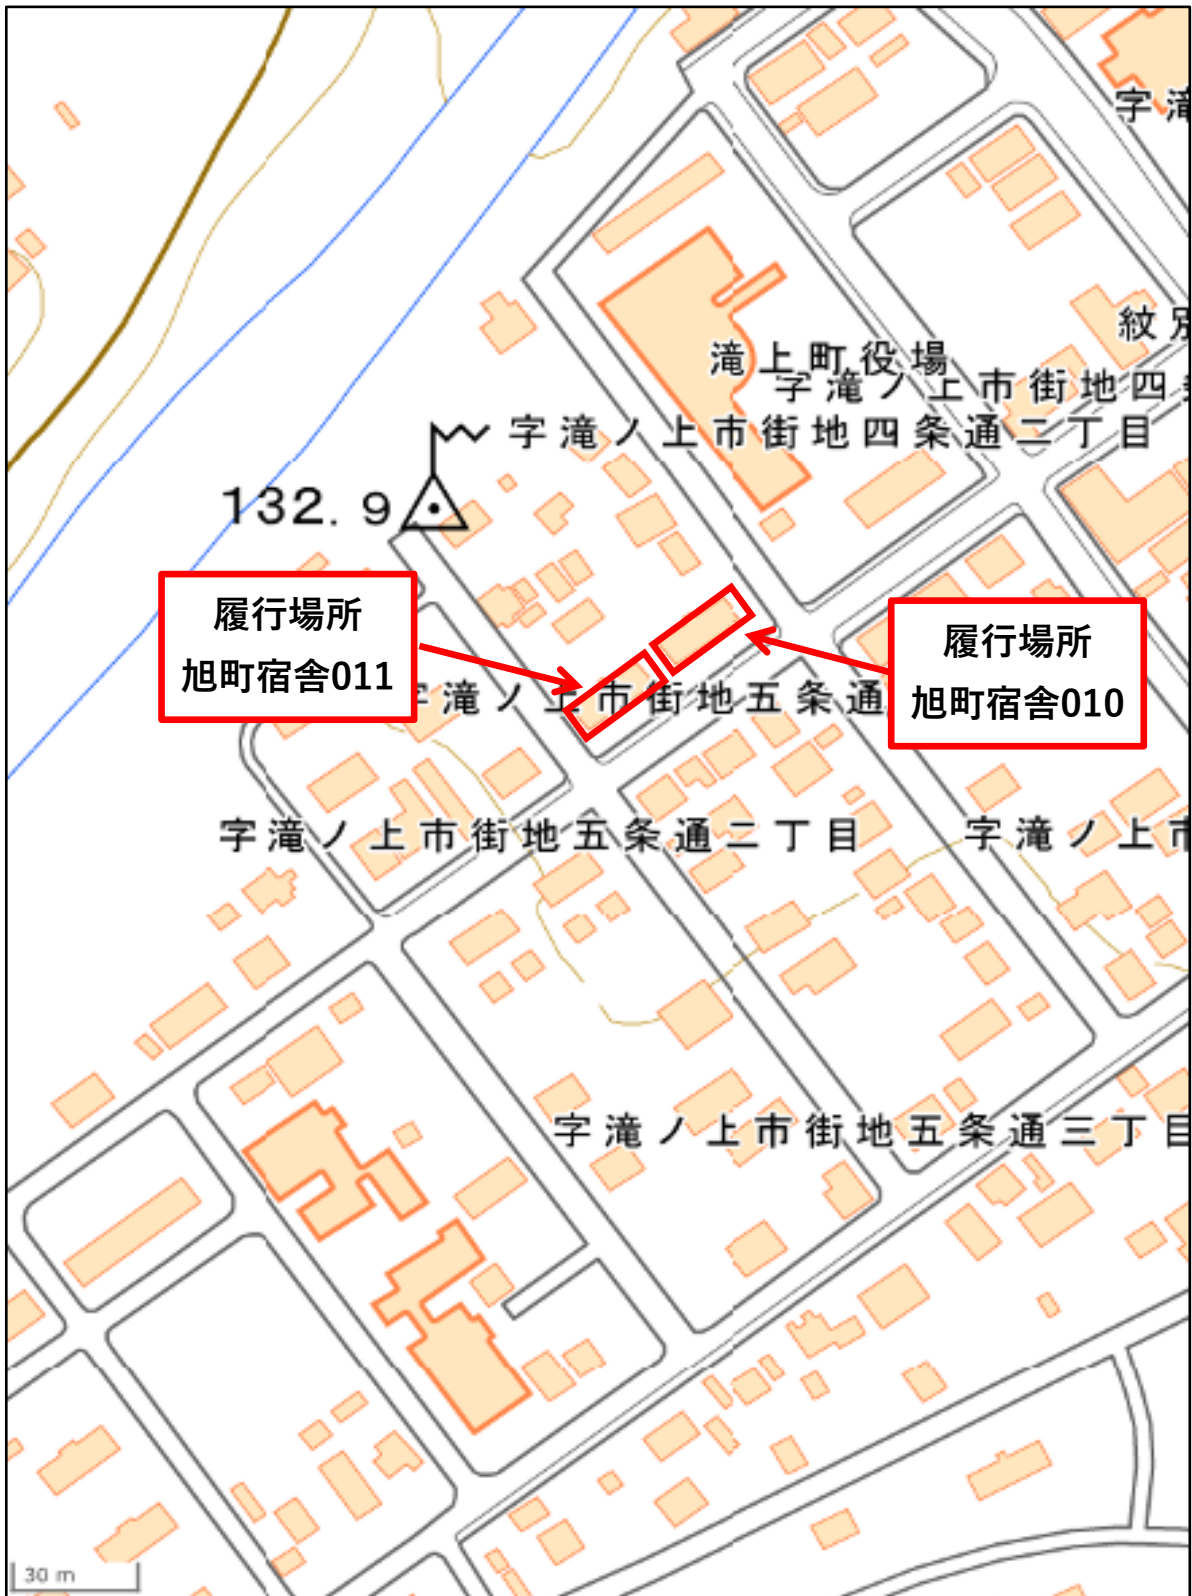 字滝
紋別
滝上町役場
字滝ノ上市街地四条
字滝ノ上市街地四条通二丁目
132.9
履行場所
旭町宿舎011
履行場所
旭町宿舎010
字滝ノ上市街地五条通
字滝ノ上市街地五条通二丁目
字滝ノ上市
字滝ノ上市街地五条通三丁目
30 m